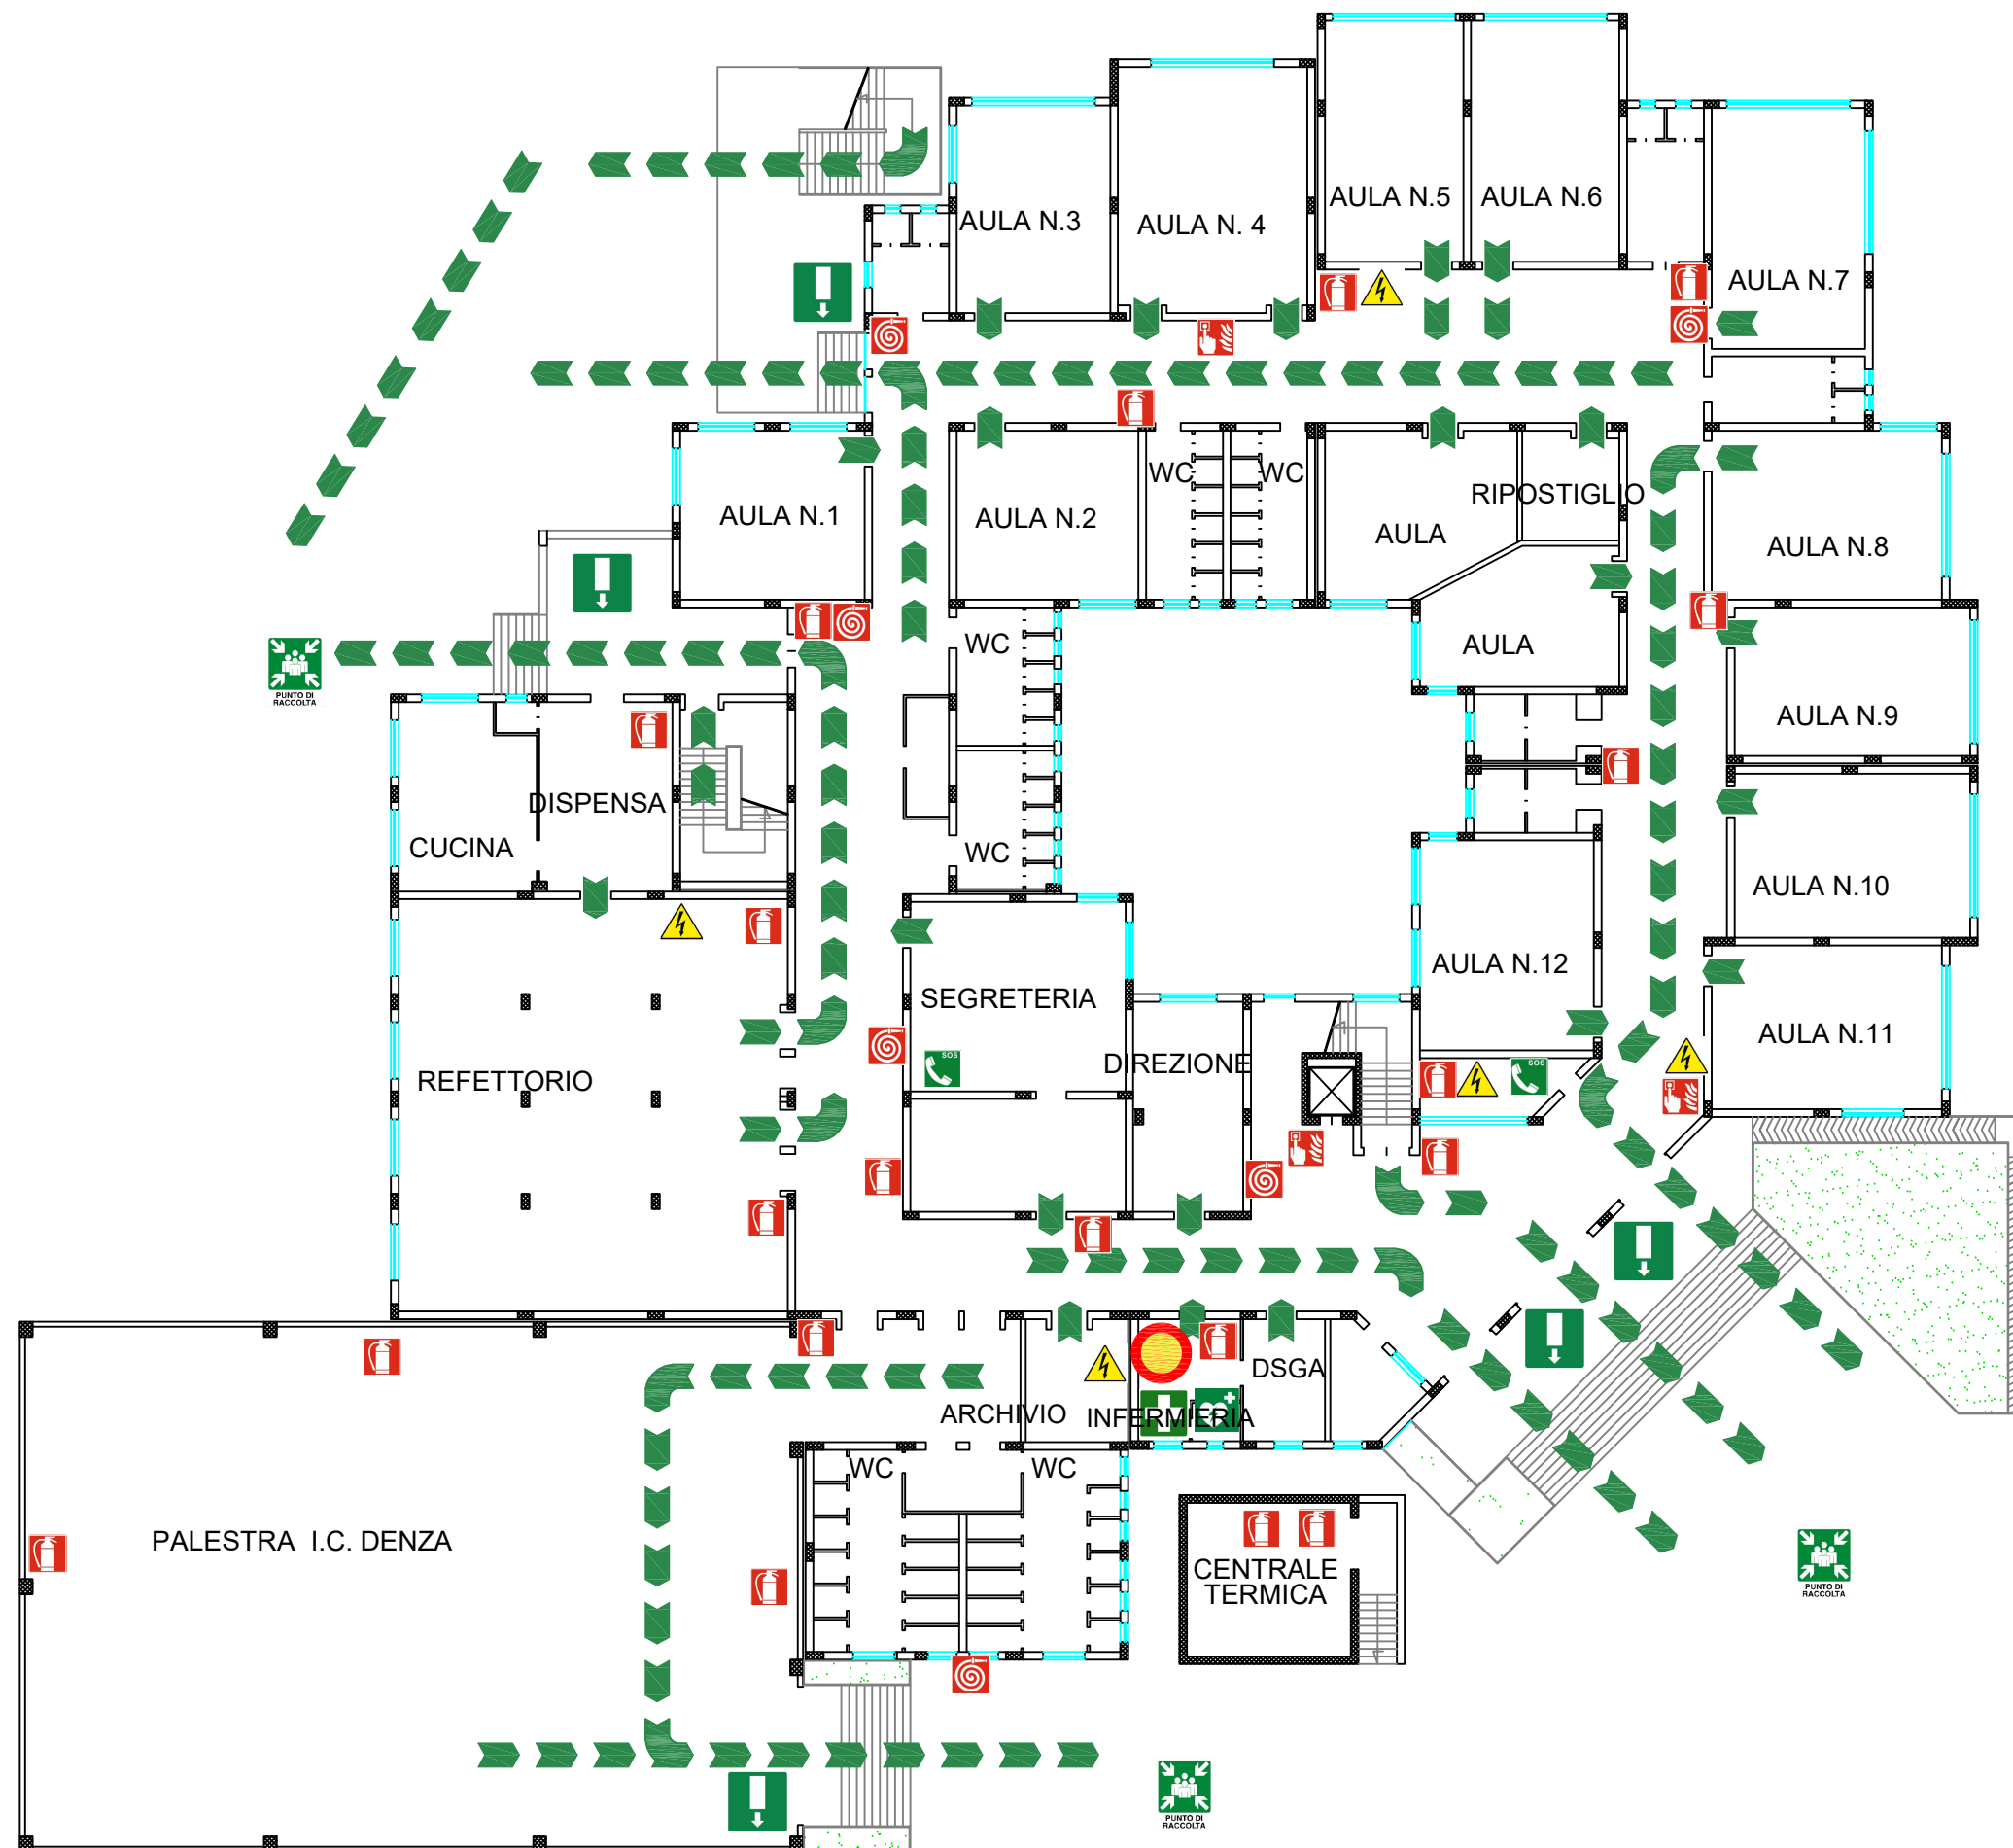 AULA N.5
AULA N.6
AULA N.3
AULA N. 4
AULA N.7
WC
WC
RIPOSTIGLIO
AULA N.1
AULA N.2
AULA
AULA N.8
WC
AULA
PUNTO DI
RACCOLTA
AULA N.9
DISPENSA
CUCINA
WC
AULA N.10
AULA N.12
SEGRETERIA
AULA N.11
SOS
SOS
DIREZIONE
REFETTORIO
DSGA
ARCHIVIO
INFERMIERIA
WC
WC
PALESTRA I.C. DENZA
CENTRALE
TERMICA
PUNTO DI
RACCOLTA
PUNTO DI
RACCOLTA